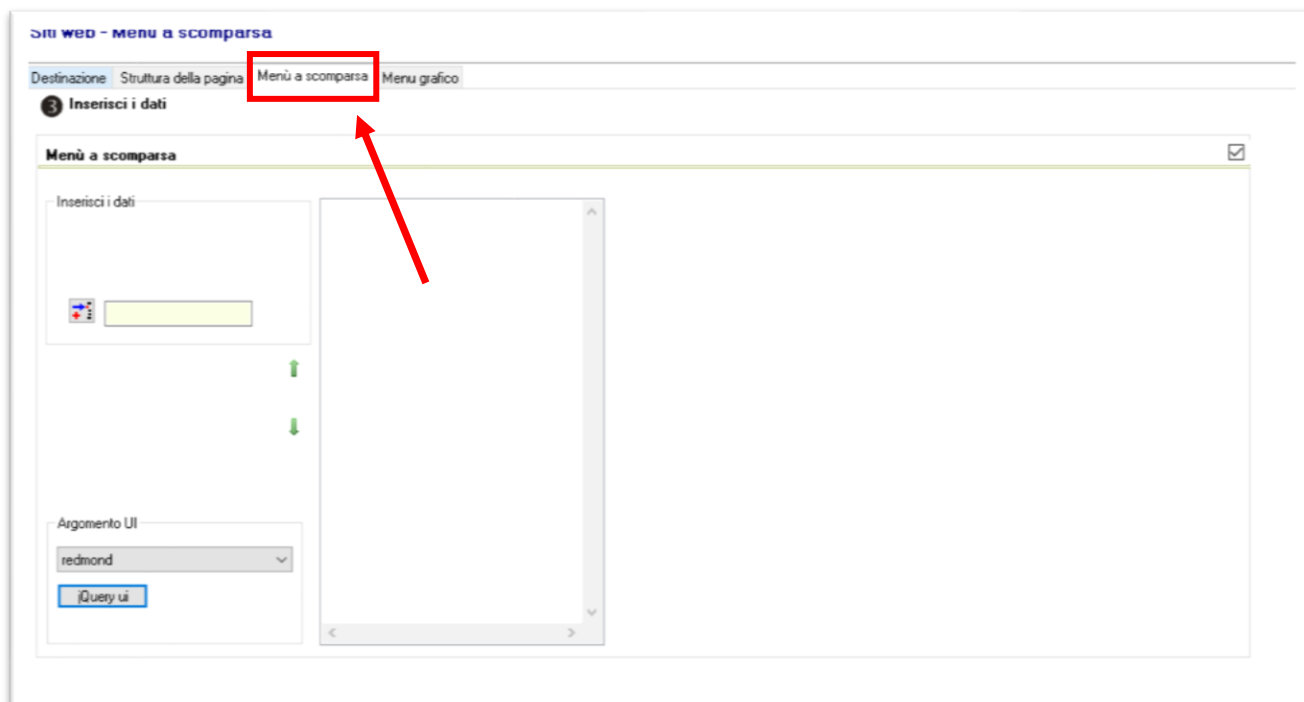 Siti web - Menù a scomparsa
Destinazione Struttura della pagina Menù a scomparsa Menu grafico
3 Inserisci i dati
Menù a scomparsa
Inserisci i dati
Argomento UI
redmond
jQuery ui